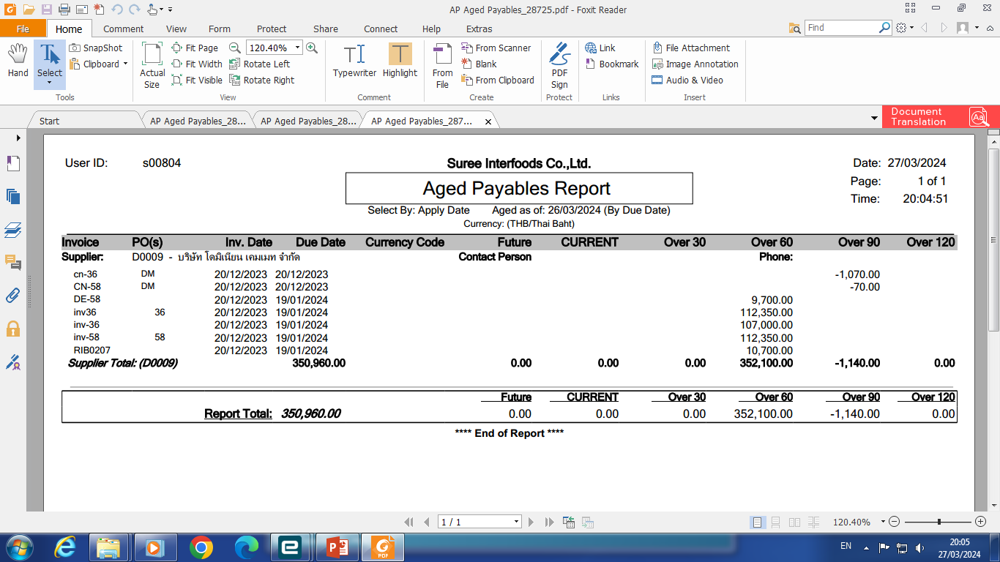 AP Aged Payables_28725.pdf - Foxit Reader
File Home Comment View Form Protect Share Connect Help Extras Find
Hand Select SnapShot Clipboard Actual Size Fit Page Fit Width Fit Visible 120.40% Rotate Left Rotate Right Typewriter Highlight From File From Scanner Blank From Clipboard PDF Sign Link Bookmark File Attachment Image Annotation Audio & Video
Tools View Comment Create Protect Links Insert
Start AP Aged Payables_28... AP Aged Payables_28... AP Aged Payables_287... Document Translation
User ID: s00804 Suree Interfoods Co.,Ltd. Date: 27/03/2024
Aged Payables Report Page: 1 of 1
Time: 20:04:51
Select By: Apply Date Aged as of: 26/03/2024 (By Due Date)
Currency: (THB/Thai Baht)
Invoice PO(s) Inv. Date Due Date Currency Code Future CURRENT Over 30 Over 60 Over 90 Over 120
Supplier: D0009 - บริษัท โดมิเนียน เคมเมท จำกัด Contact Person Phone:
cn-36 DM 20/12/2023 20/12/2023 -1,070.00
CN-58 DM 20/12/2023 20/12/2023 -70.00
DE-58 20/12/2023 19/01/2024 9,700.00
inv36 36 20/12/2023 19/01/2024 112,350.00
inv-36 20/12/2023 19/01/2024 107,000.00
inv-58 58 20/12/2023 19/01/2024 112,350.00
RIB0207 20/12/2023 19/01/2024 10,700.00
Supplier Total: (D0009) 350,960.00 0.00 0.00 0.00 352,100.00 -1,140.00 0.00
Future CURRENT Over 30 Over 60 Over 90 Over 120
Report Total: 350,960.00 0.00 0.00 0.00 352,100.00 -1,140.00 0.00
**** End of Report ****
1 / 1 120.40%
EN 20:05
27/03/2024